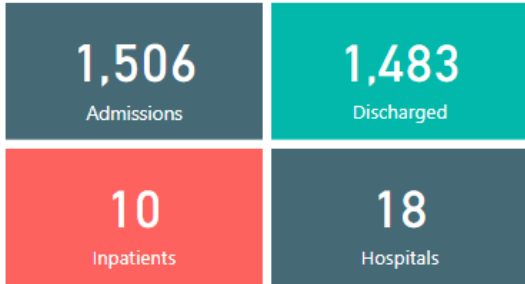 1,506
Admissions
1,483
Discharged
10
Inpatients
18
Hospitals